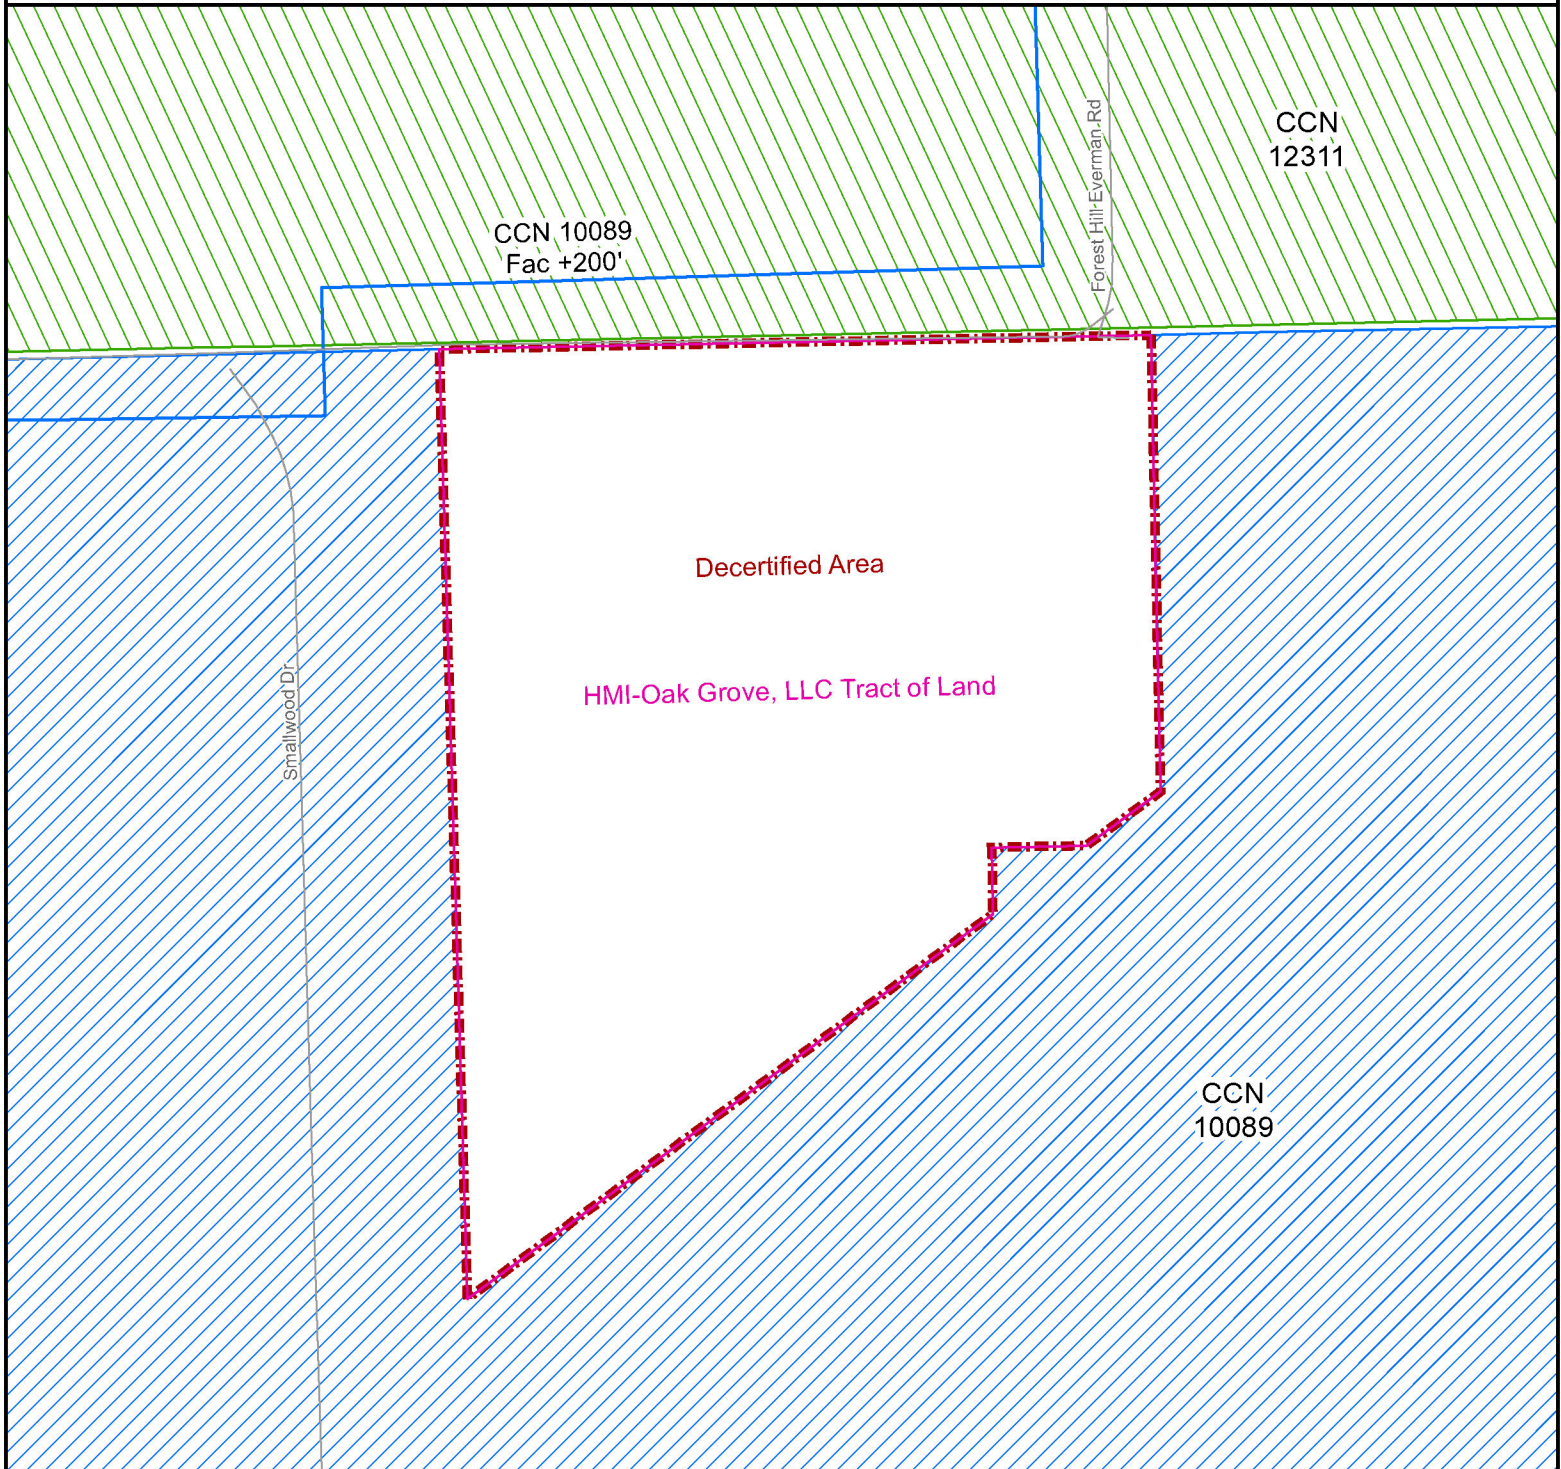 CCN
12311
Forest Hill-Everman Rd
CCN 10089
Fac +200'
Decertified Area
HMI-Oak Grove, LLC Tract of Land
Smallwood Dr
CCN
10089